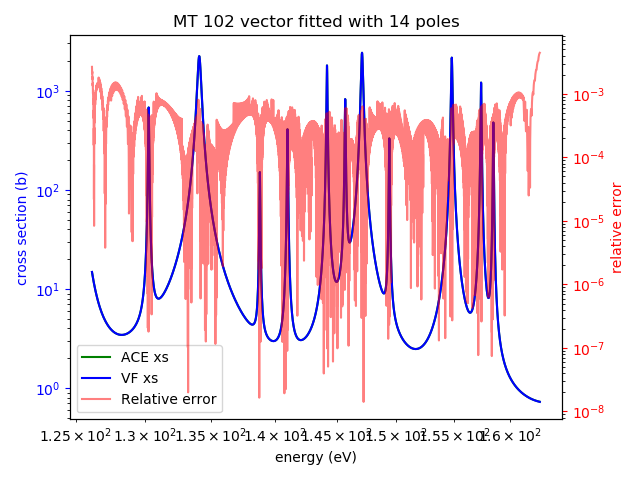 MT 102 vector fitted with 14 poles
cross section (b)
10³
10²
10¹
10⁰
relative error
10⁻³
10⁻⁴
10⁻⁵
10⁻⁶
10⁻⁷
10⁻⁸
ACE xs
VF xs
Relative error
1.25 × 10² 1.3 × 10² 1.35 × 10² 1.4 × 10² 1.45 × 10² 1.5 × 10² 1.55 × 10² 1.6 × 10²
energy (eV)